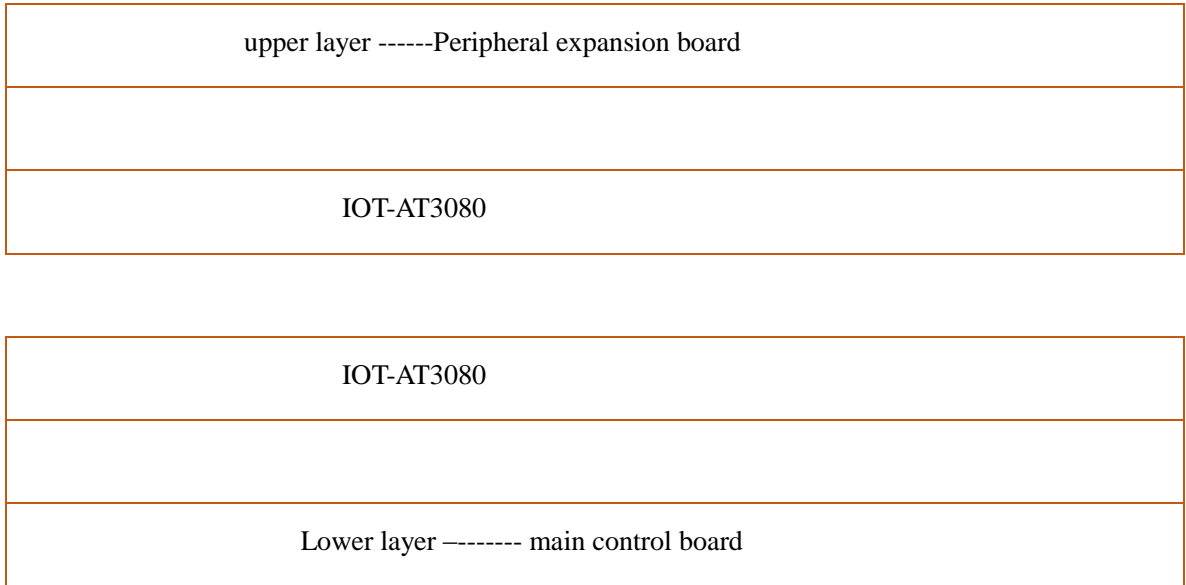 upper layer ------Peripheral expansion board
IOT-AT3080
IOT-AT3080
Lower layer –------- main control board